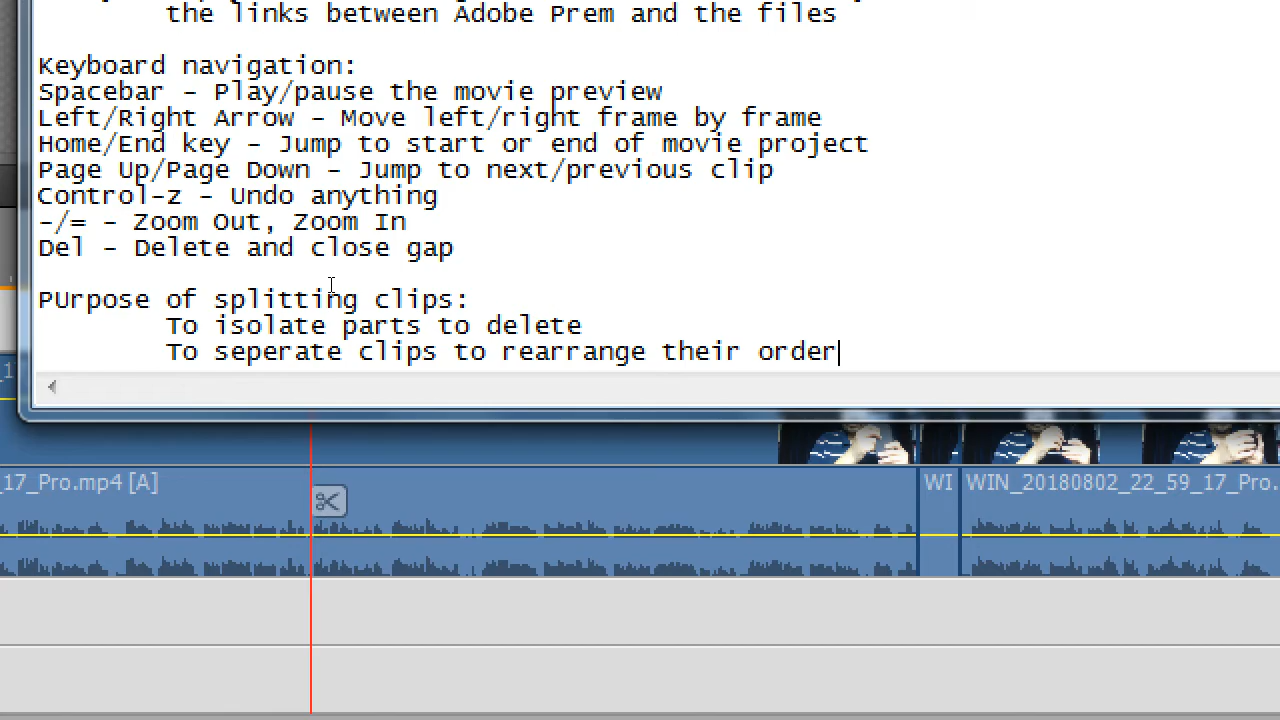 the links between Adobe Prem and the files
Keyboard navigation:
Spacebar - Play/pause the movie preview
Left/Right Arrow - Move left/right frame by frame
Home/End key - Jump to start or end of movie project
Page Up/Page Down - Jump to next/previous clip
Control-z - Undo anything
-/= - Zoom Out, Zoom In
Del - Delete and close gap
PUrpose of splitting clips:
To isolate parts to delete
To seperate clips to rearrange their order
_17_Pro.mp4 [A]
WI
WIN_20180802_22_59_17_Pro.